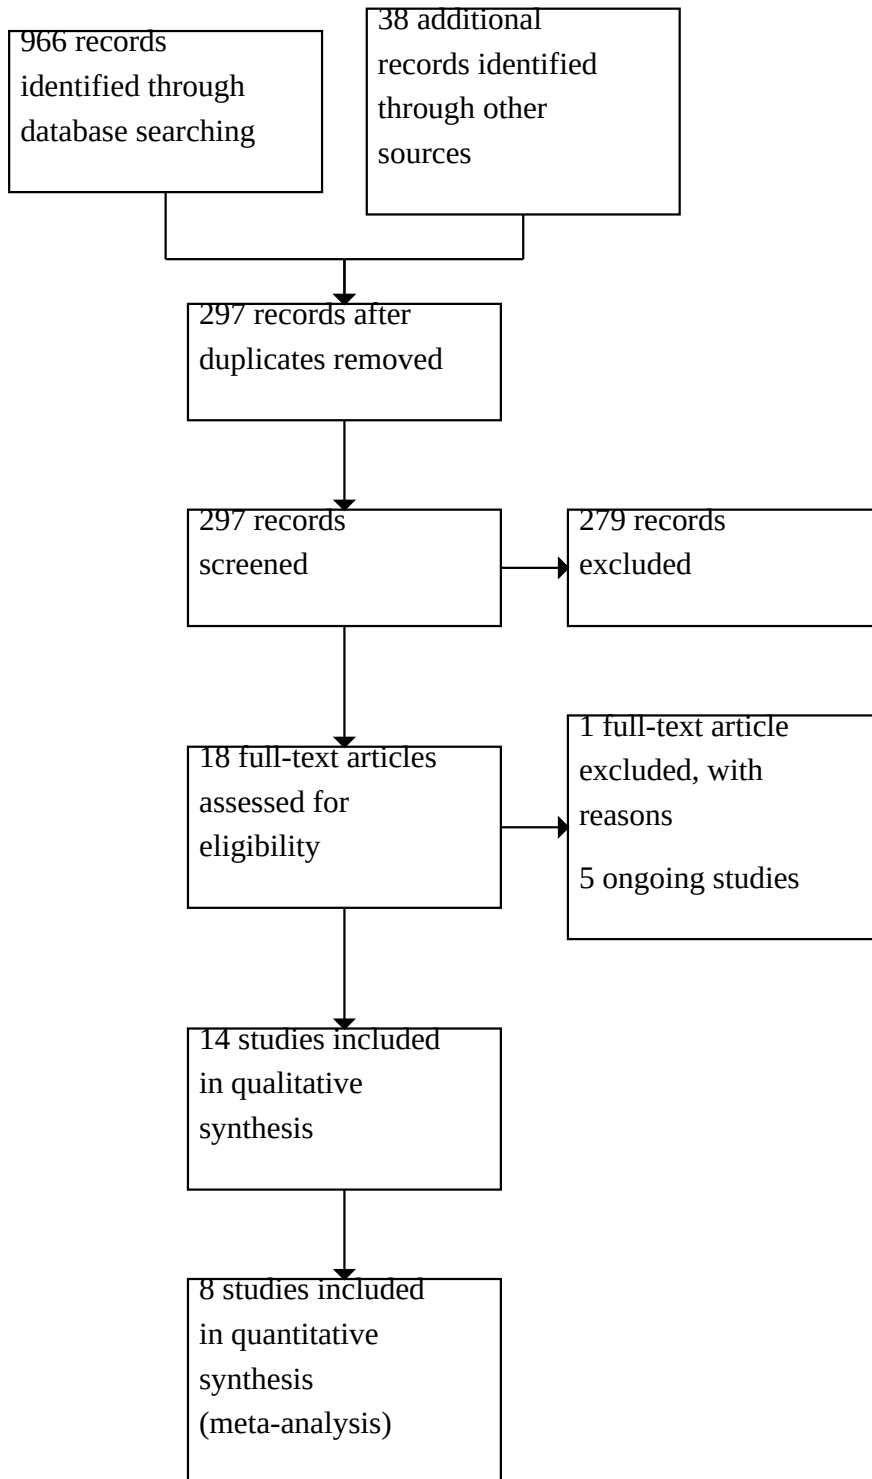 966 records
identified through
database searching
38 additional
records identified
through other
sources
297 records after
duplicates removed
297 records
screened
279 records
excluded
18 full-text articles
assessed for
eligibility
1 full-text article
excluded, with
reasons
5 ongoing studies
14 studies included
in qualitative
synthesis
8 studies included
in quantitative
synthesis
(meta-analysis)